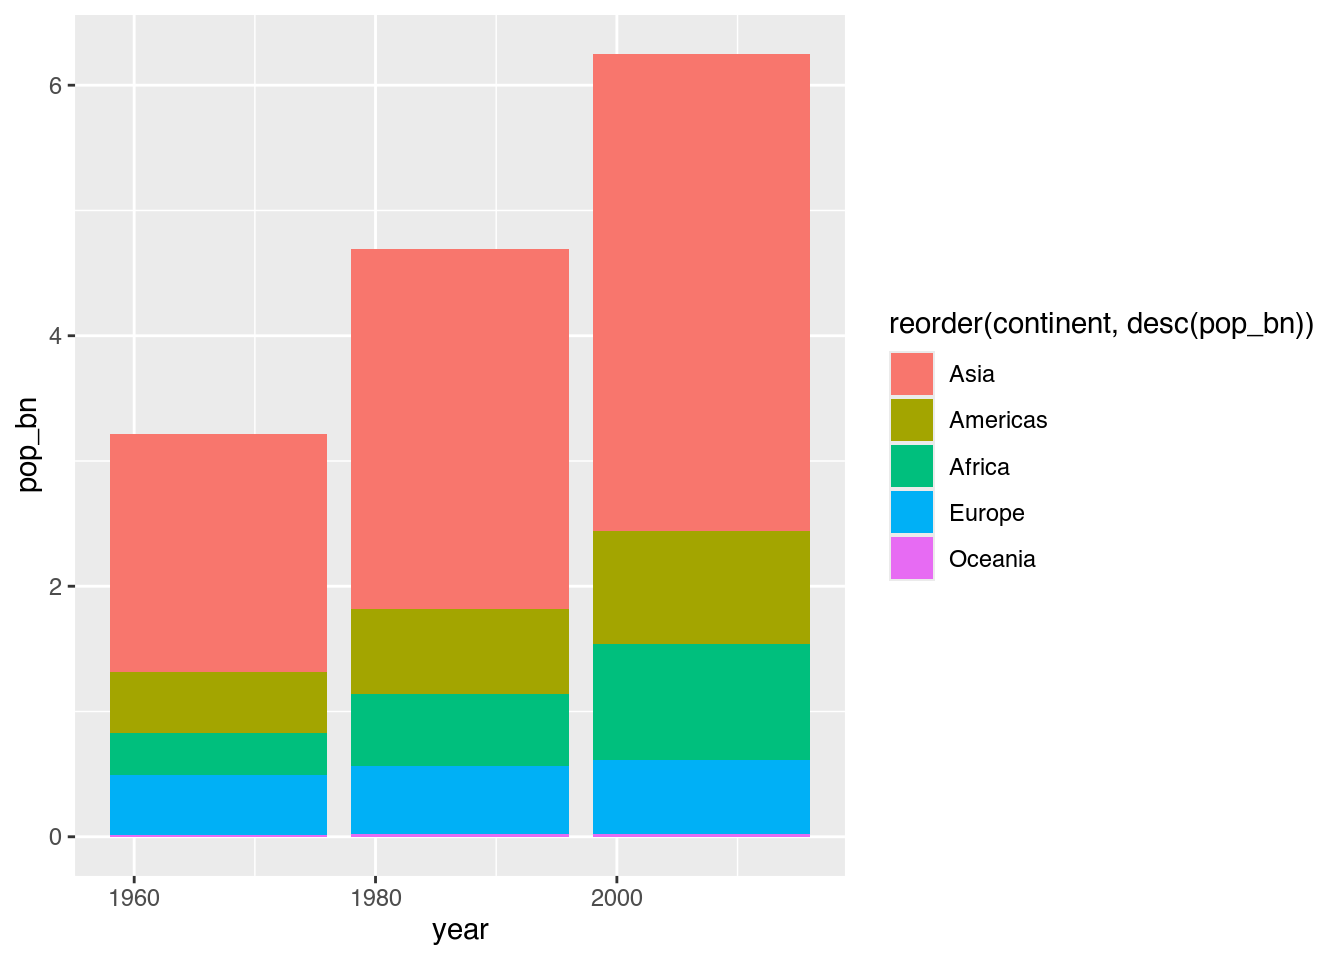 6
4
2
0
pop_bn
1960
1980
2000
year
reorder(continent, desc(pop_bn))
Asia
Americas
Africa
Europe
Oceania